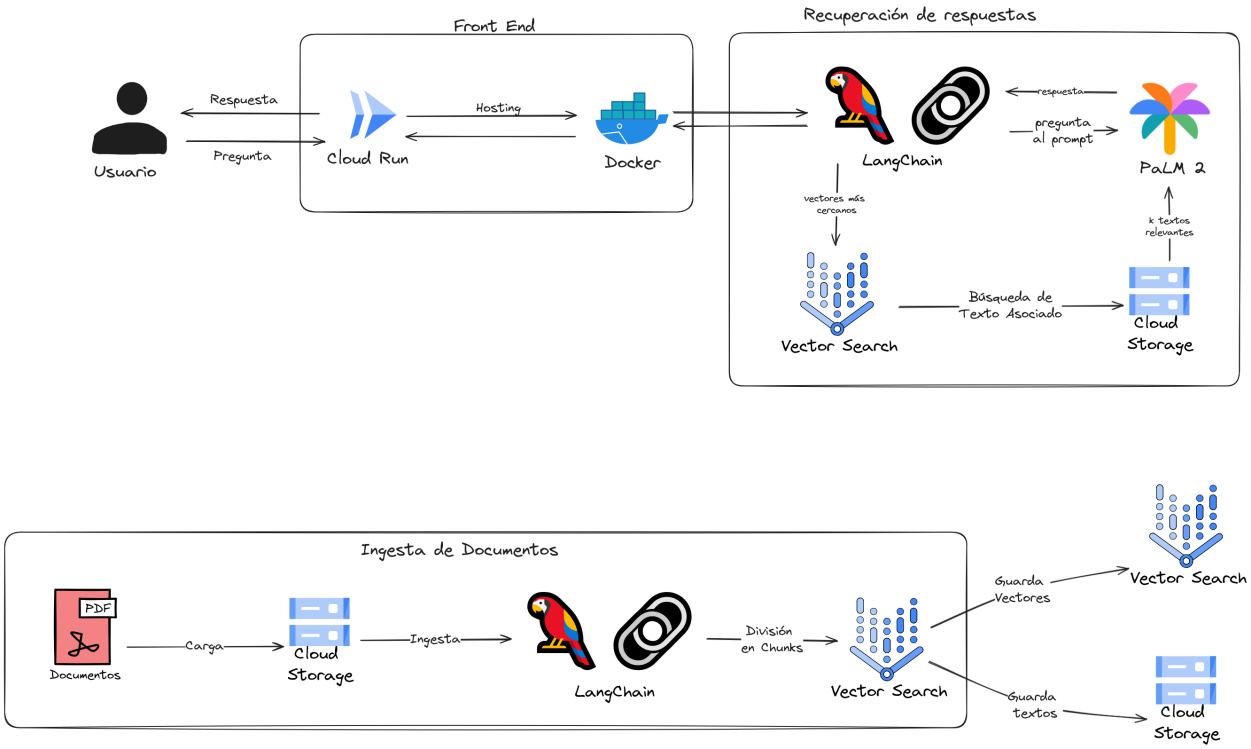 Front End
Recuperación de respuestas
Respuesta
Pregunta
Usuario
Cloud Run
Hosting
Docker
LangChain
respuesta
pregunta
al prompt
PaLM 2
vectores más
cercanos
k textos
relevantes
Vector Search
Búsqueda de
Texto Asociado
Cloud
Storage
Ingesta de Documentos
PDF
Documentos
Carga
Cloud
Storage
Ingesta
LangChain
División
en Chunks
Vector Search
Guarda
Vectores
Vector Search
Guarda
textos
Cloud
Storage